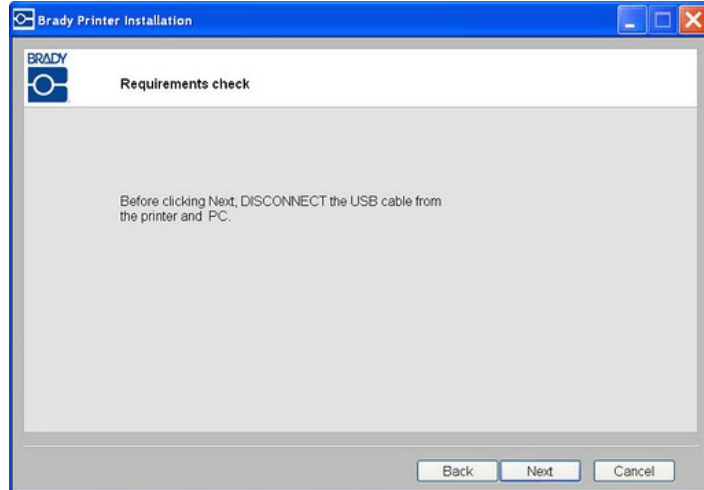 Brady Printer Installation
BRADY
Requirements check
Before clicking Next, DISCONNECT the USB cable from
the printer and PC.
Back Next Cancel